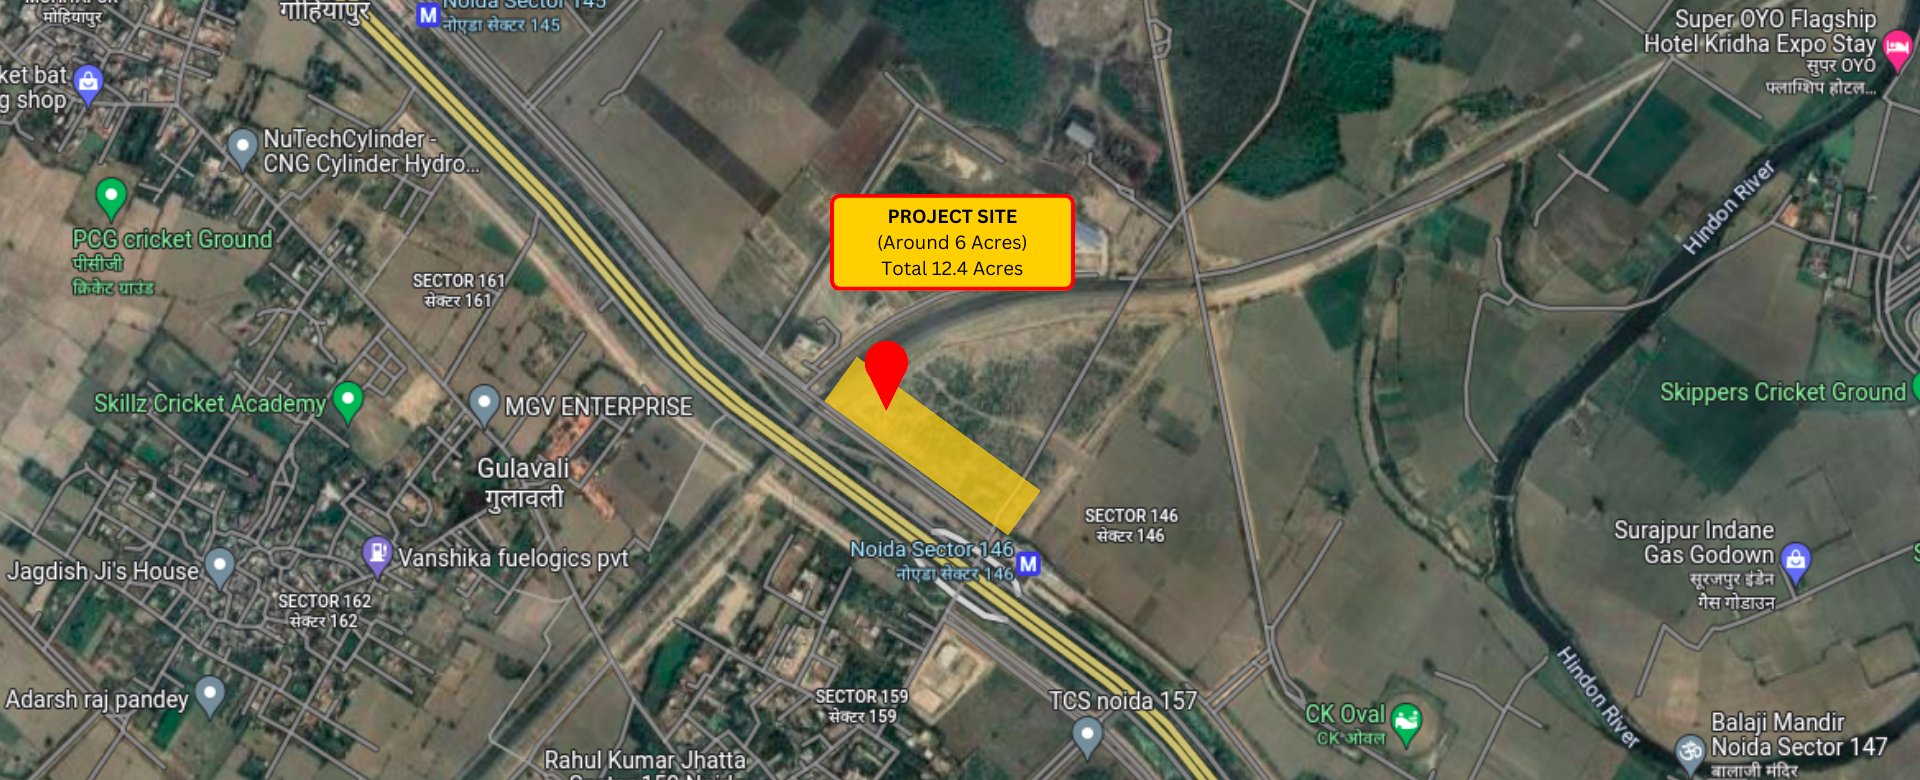 मोहियापुर
गोहियापुर
Noida Sector 145
नोएडा सेक्टर 145
M
Super OYO Flagship
Hotel Kridha Expo Stay
सुपर OYO
फ्लाग्शिप होटल...
ket bat
g shop
NuTechCylinder -
CNG Cylinder Hydro...
PCG cricket Ground
पीसीजी
क्रिकेट ग्राउंड
SECTOR 161
सेक्टर 161
PROJECT SITE
(Around 6 Acres)
Total 12.4 Acres
Hindon River
Skillz Cricket Academy
MGV ENTERPRISE
Skippers Cricket Ground
Gulavali
गुलावली
SECTOR 146
सेक्टर 146
Noida Sector 146
नोएडा सेक्टर 146
M
Surajpur Indane
Gas Godown
सूरजपुर इंडेन
गैस गोडाउन
Vanshika fuelogics pvt
Jagdish Ji's House
SECTOR 162
सेक्टर 162
Adarsh raj pandey
SECTOR 159
सेक्टर 159
TCS noida 157
CK Oval
CK ओवल
Hindon River
Balaji Mandir
Noida Sector 147
बालाजी मंदिर
Rahul Kumar Jhatta